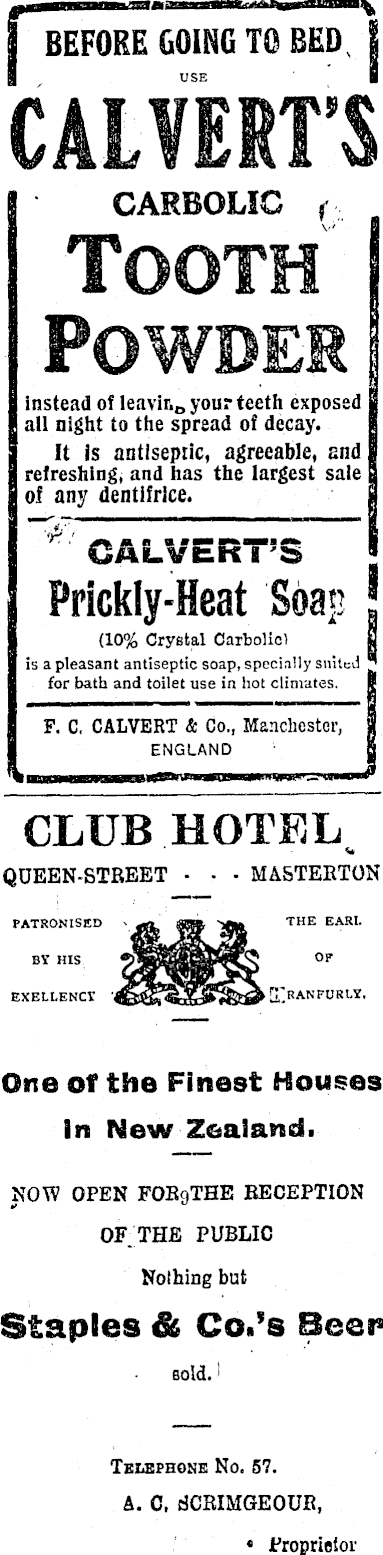 BEFORE GOING TO BED
USE
CALVERT'S
CARBOLIC
TOOTH
POWDER
instead of leaving your teeth exposed
all night to the spread of decay.
It is antiseptic, agreeable, and
refreshing, and has the largest sale
of any dentifrice.
CALVERT'S
Prickly-Heat Soap
(10% Crystal Carbolic)
is a pleasant antiseptic soap, specially suited
for bath and toilet use in hot climates.
F. C. CALVERT & Co., Manchester,
ENGLAND
CLUB HOTEL
QUEEN-STREET - - - MASTERTON
PATRONISED THE EARL
BY HIS OF
EXELLENCY RANFURLY.
One of the Finest Houses
in New Zealand.
NOW OPEN FOR THE RECEPTION
OF THE PUBLIC
Nothing but
Staples & Co.'s Beer
sold.
TELEPHONE No. 57.
A. C. SCRIMGEOUR,
Proprietor